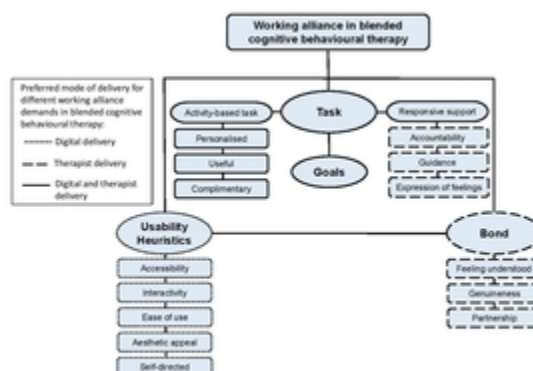 Working alliance in blended
cognitive behavioural therapy
Preferred mode of delivery for
different working alliance
demands in blended cognitive
behavioural therapy:
Digital delivery
Therapist delivery
Digital and therapist
delivery
Activity-based task
Task
Responsive support
Personalised
Useful
Complimentary
Goals
Accountability
Guidance
Expression of feelings
Usability
Heuristics
Bond
Accessibility
Interactivity
Ease of use
Aesthetic appeal
Self-directed
Feeling understood
Genuineness
Partnership